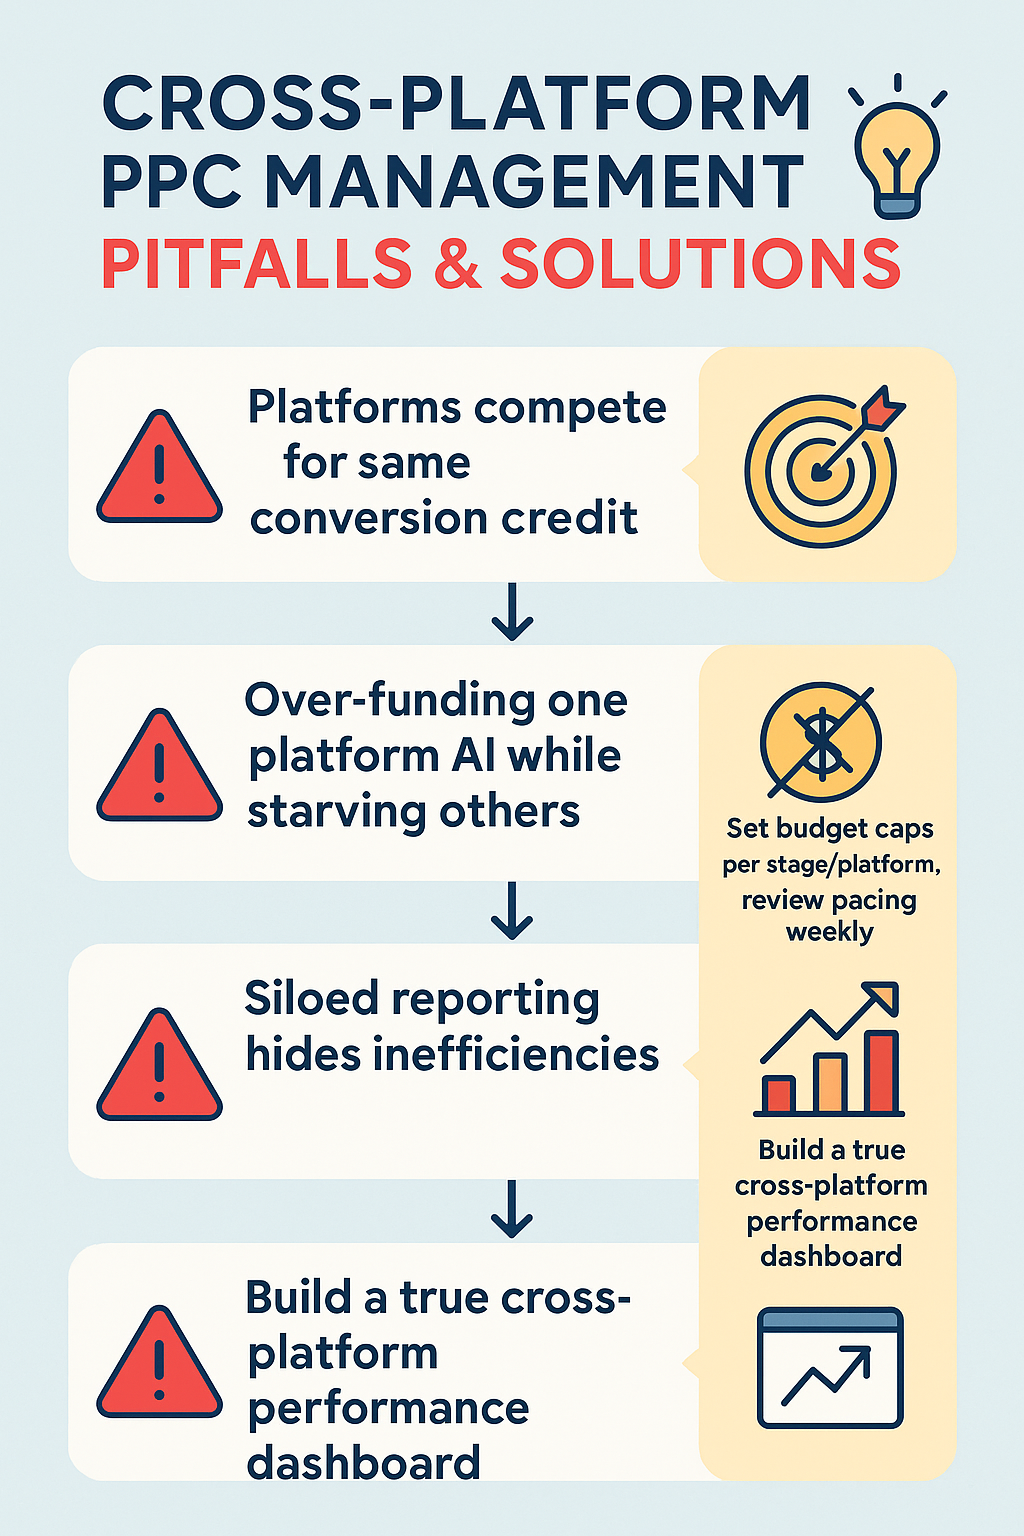 CROSS-PLATFORM
PPC MANAGEMENT
PITFALLS & SOLUTIONS
Platforms compete
for same
conversion credit
Over-funding one
platform AI while
starving others
Set budget caps
per stage/platform,
review pacing
weekly
Siloed reporting
hides inefficiencies
Build a true
cross-platform
performance
dashboard
Build a true cross-
platform
performance
dashboard